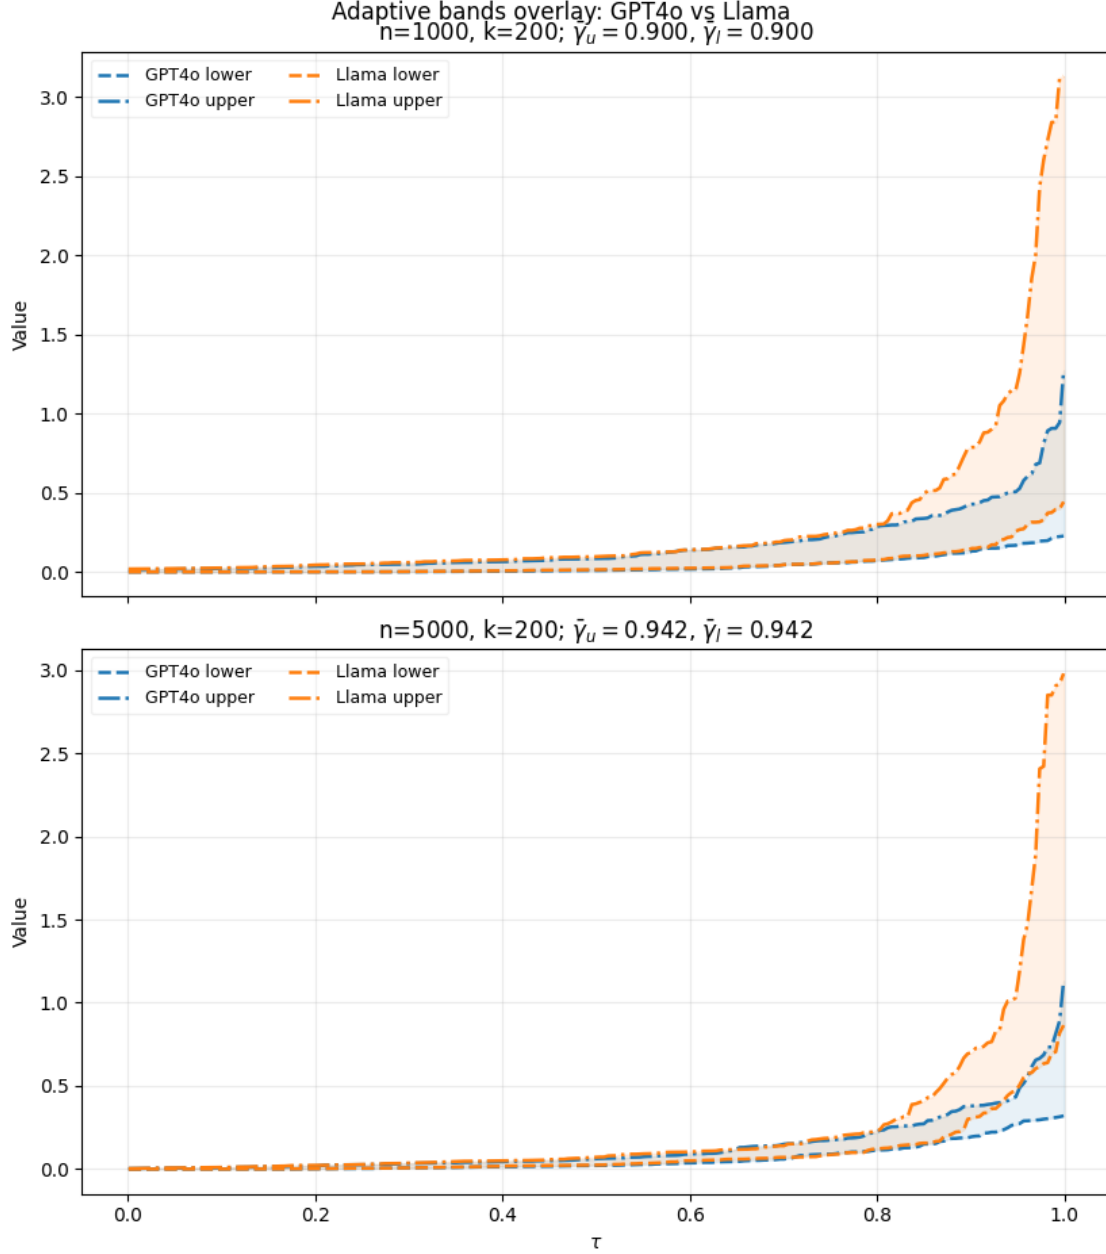 Adaptive bands overlay: GPT4o vs Llama
n=1000, k=200; γ̄ᵤ = 0.900, γ̄ₗ = 0.900
GPT4o lower
GPT4o upper
Llama lower
Llama upper
Value
3.0
2.5
2.0
1.5
1.0
0.5
0.0
n=5000, k=200; γ̄ᵤ = 0.942, γ̄ₗ = 0.942
GPT4o lower
GPT4o upper
Llama lower
Llama upper
Value
3.0
2.5
2.0
1.5
1.0
0.5
0.0
0.0 0.2 0.4 0.6 0.8 1.0
τ